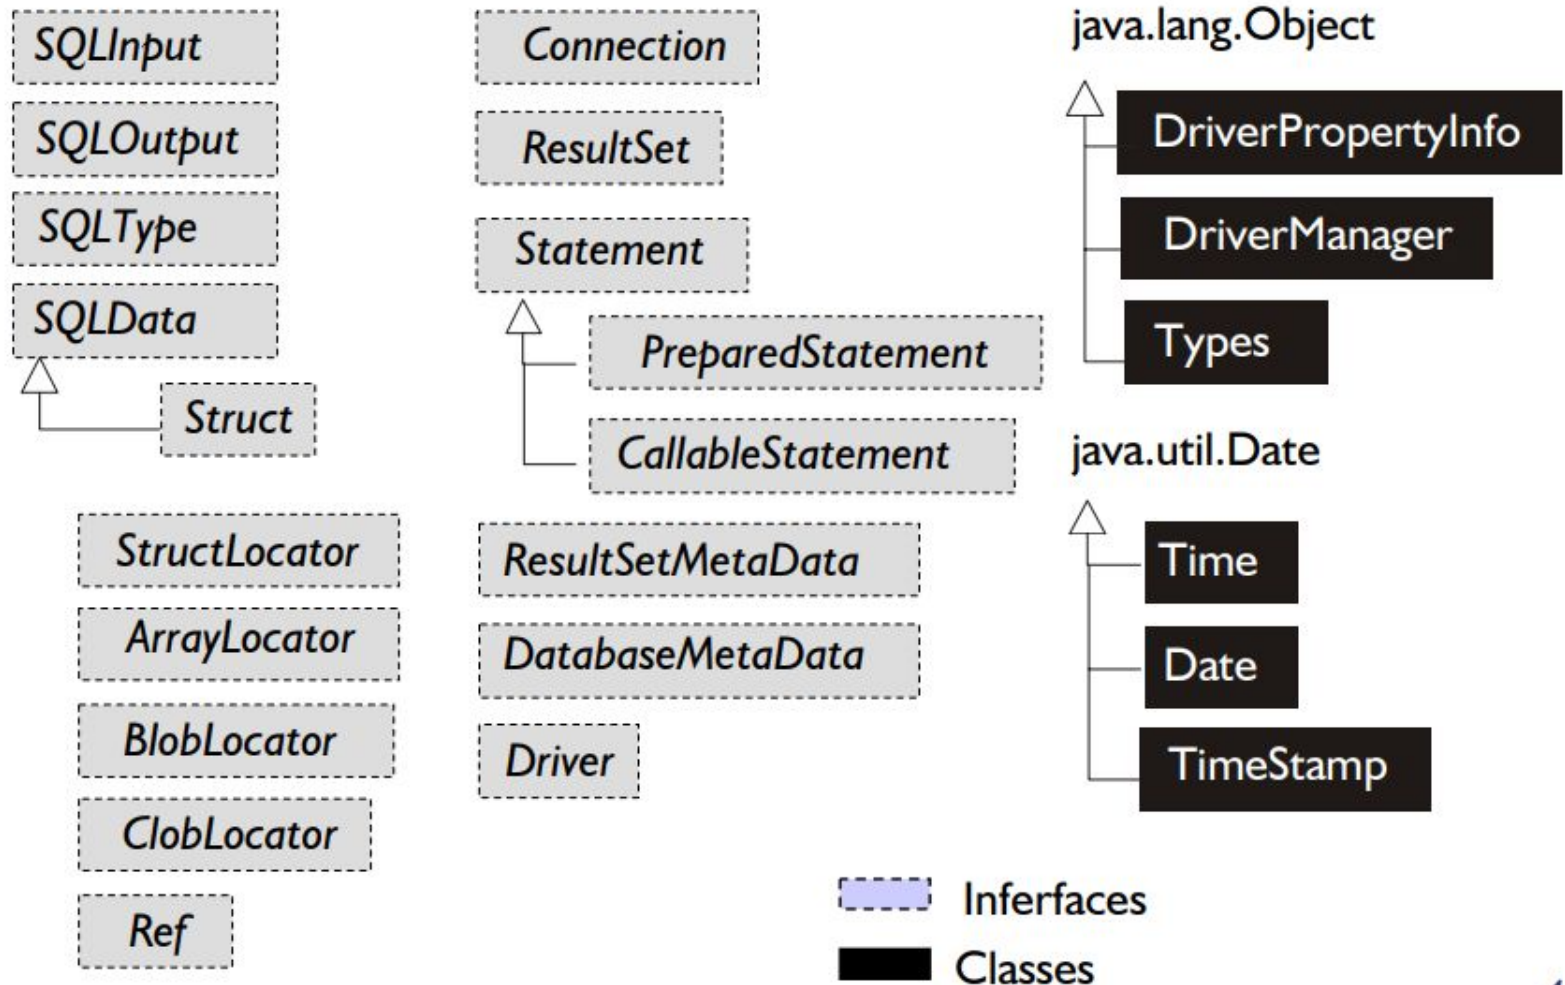 SQLInput
SQLOutput
SQLType
SQLData
Struct
StructLocator
ArrayLocator
BlobLocator
ClobLocator
Ref
Connection
ResultSet
Statement
PreparedStatement
CallableStatement
ResultSetMetaData
DatabaseMetaData
Driver
java.lang.Object
DriverPropertyInfo
DriverManager
Types
java.util.Date
Time
Date
TimeStamp
Inferfaces
Classes